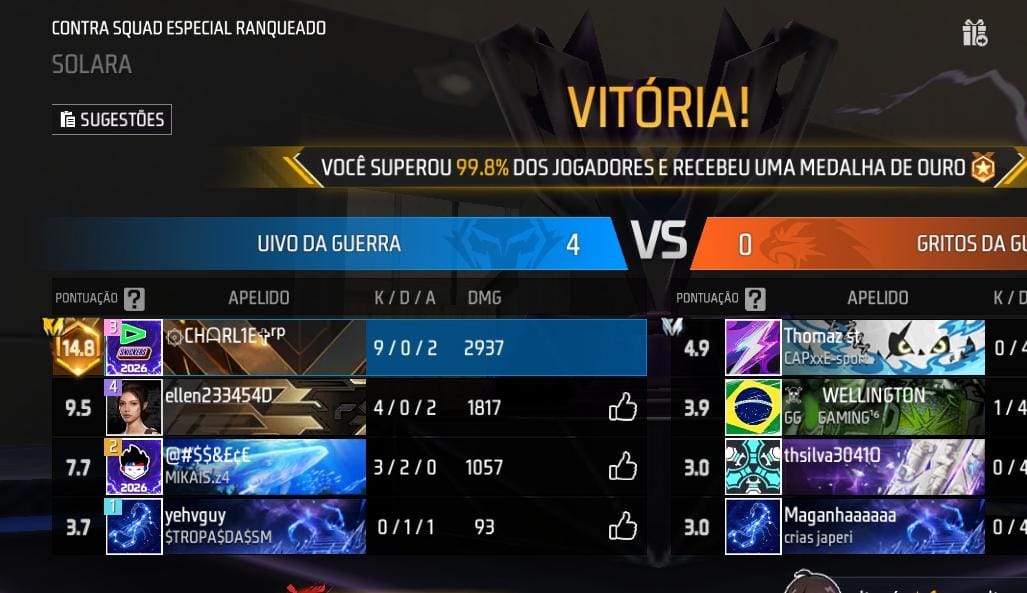 CONTRA SQUAD ESPECIAL RANQUEADO
SOLARA
SUGESTÕES
VITÓRIA!
VOCÊ SUPEROU 99.8% DOS JOGADORES E RECEBEU UMA MEDALHA DE OURO
UIVO DA GUERRA 4 VS 0 GRITOS DA GU
PONTUAÇÃO ? APELIDO K / D / A DMG PONTUAÇÃO ? APELIDO K / D
14.8 3 SNICKERS 2026 9 / 0 / 2 2937 4.9 Thomaz 0 / 4
CAPxxE-spor
9.5 4 ellen233454D 4 / 0 / 2 1817 3.9 WELLINGTON 1 / 4
GG GAMING¹⁶
7.7 2 2026 @#$$&£¢€ 3 / 2 / 0 1057 3.0 thsilva3041O 0 / 4
MIKAIS.z4
3.7 1 yehvguy 0 / 1 / 1 93 3.0 Maganhaaaaaa 0 / 4
$TROPA$DA$SM crias japeri